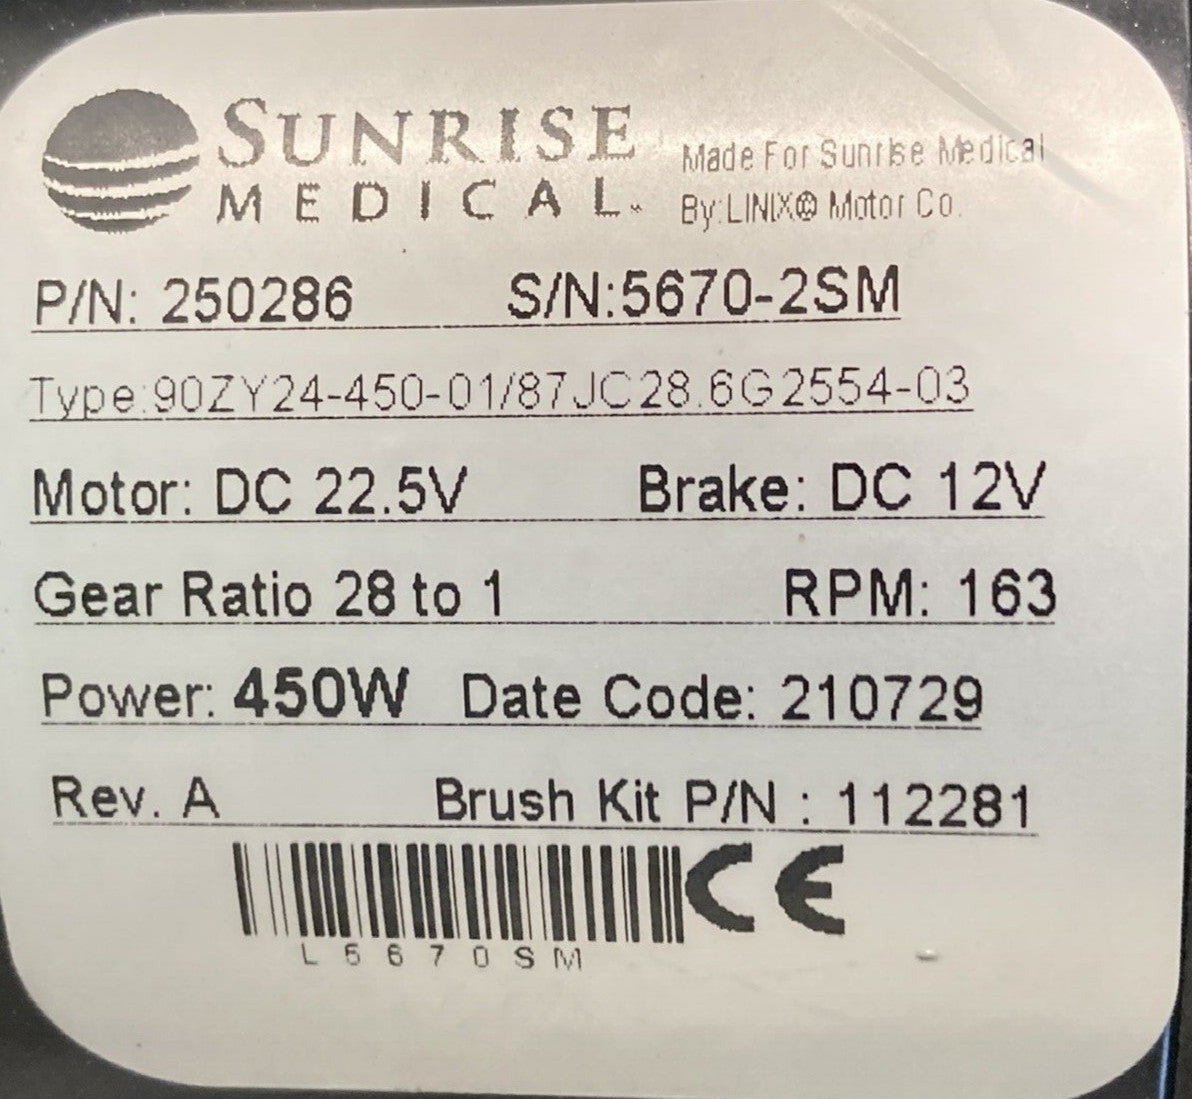 SUNRISE
MEDICAL™
Made For Sunrise Medical
By:LINIX® Motor Co.
P/N: 250286 S/N:5670-2SM
Type:90ZY24-450-01/87JC28.6G2554-03
Motor: DC 22.5V Brake: DC 12V
Gear Ratio 28 to 1 RPM: 163
Power: 450W Date Code: 210729
Rev. A Brush Kit P/N : 112281
CE
L5670SM